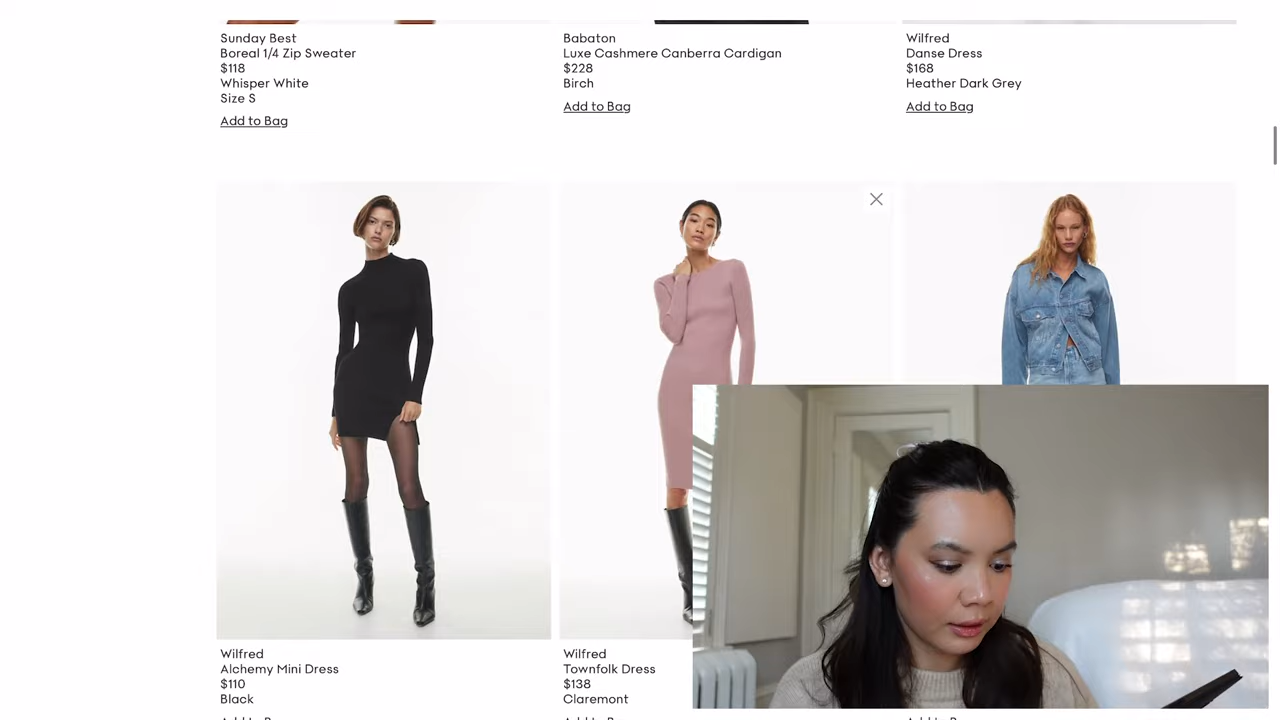 Sunday Best
Boreal 1/4 Zip Sweater
$118
Whisper White
Size S
Add to Bag
Babaton
Luxe Cashmere Canberra Cardigan
$228
Birch
Add to Bag
Wilfred
Danse Dress
$168
Heather Dark Grey
Add to Bag
Wilfred
Alchemy Mini Dress
$110
Black
Wilfred
Townfolk Dress
$138
Claremont